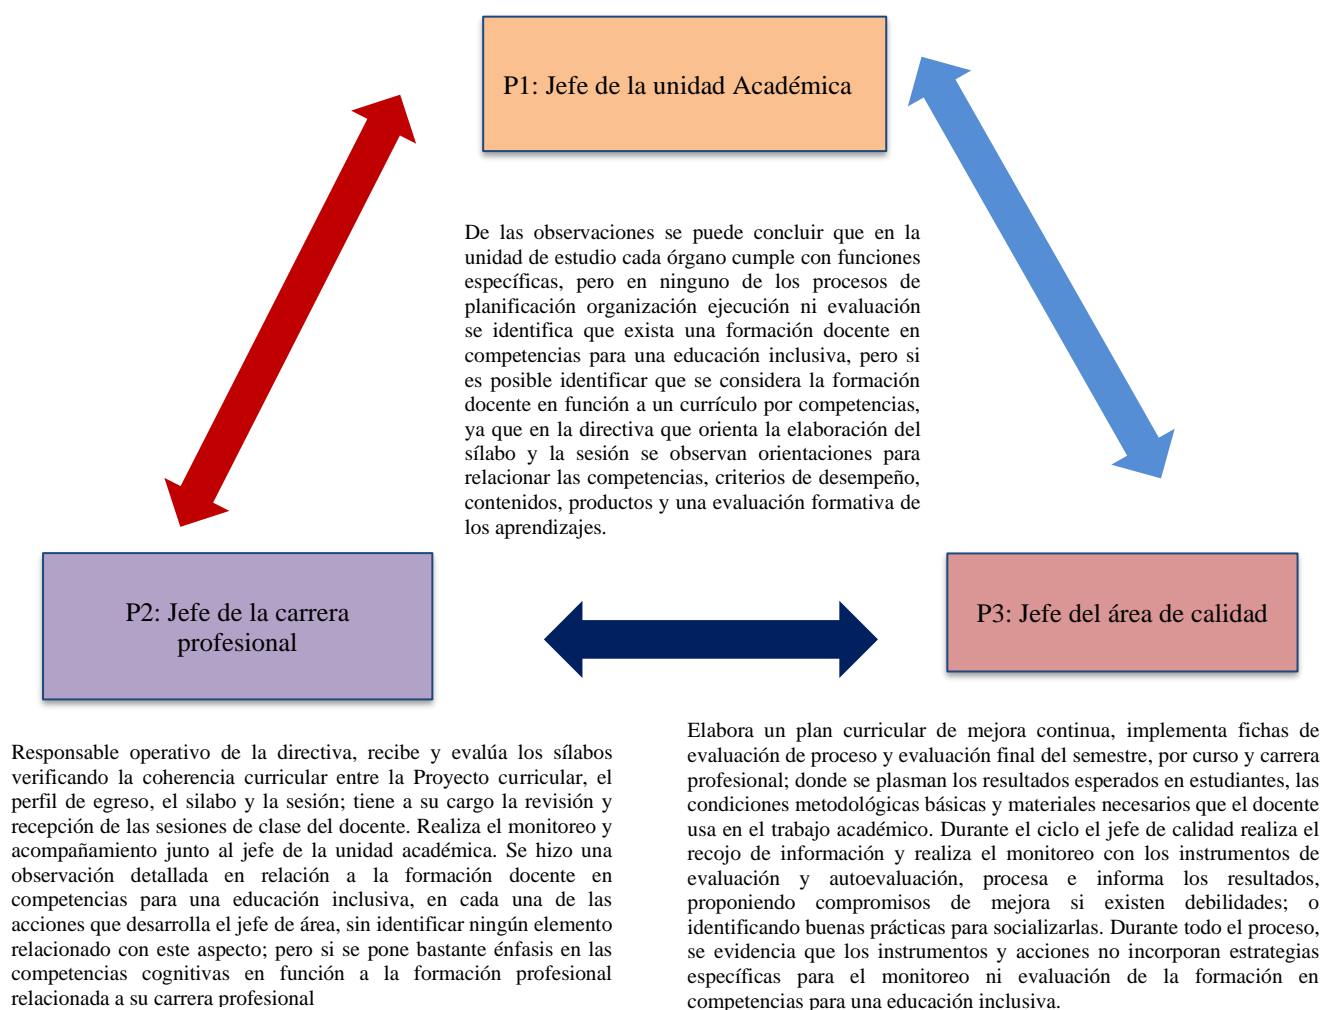 P1: Jefe de la unidad Académica
De las observaciones se puede concluir que en la
unidad de estudio cada órgano cumple con funciones
específicas, pero en ninguno de los procesos de
planificación organización ejecución ni evaluación
se identifica que exista una formación docente en
competencias para una educación inclusiva, pero si
es posible identificar que se considera la formación
docente en función a un currículo por competencias,
ya que en la directiva que orienta la elaboración del
sílabo y la sesión se observan orientaciones para
relacionar las competencias, criterios de desempeño,
contenidos, productos y una evaluación formativa de
los aprendizajes.
P2: Jefe de la carrera
profesional
P3: Jefe del área de calidad
Responsable operativo de la directiva, recibe y evalúa los sílabos
verificando la coherencia curricular entre la Proyecto curricular, el
perfil de egreso, el silabo y la sesión; tiene a su cargo la revisión y
recepción de las sesiones de clase del docente. Realiza el monitoreo y
acompañamiento junto al jefe de la unidad académica. Se hizo una
observación detallada en relación a la formación docente en
competencias para una educación inclusiva, en cada una de las
acciones que desarrolla el jefe de área, sin identificar ningún elemento
relacionado con este aspecto; pero si se pone bastante énfasis en las
competencias cognitivas en función a la formación profesional
relacionada a su carrera profesional
Elabora un plan curricular de mejora continua, implementa fichas de
evaluación de proceso y evaluación final del semestre, por curso y carrera
profesional; donde se plasman los resultados esperados en estudiantes, las
condiciones metodológicas básicas y materiales necesarios que el docente
usa en el trabajo académico. Durante el ciclo el jefe de calidad realiza el
recojo de información y realiza el monitoreo con los instrumentos de
evaluación y autoevaluación, procesa e informa los resultados,
proponiendo compromisos de mejora si existen debilidades; o
identificando buenas prácticas para socializarlas. Durante todo el proceso,
se evidencia que los instrumentos y acciones no incorporan estrategias
específicas para el monitoreo ni evaluación de la formación en
competencias para una educación inclusiva.